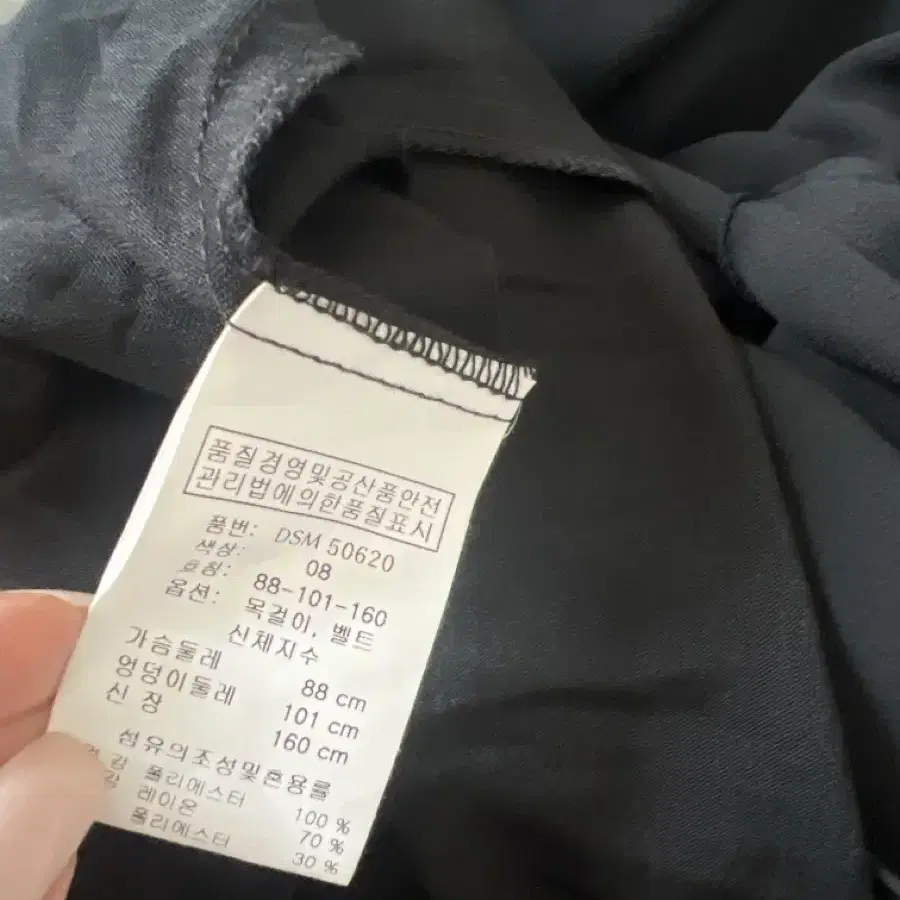 품질경영및공산품안전
관리법에의한품질표시
품번: DSM 50620
색상: 08
호칭: 88-101-160
옵션: 목걸이, 벨트
신체지수
가슴둘레 88 cm
엉덩이둘레 101 cm
신 장 160 cm
섬유의조성및혼용률
감 폴리에스터 100 %
감 레이온 70 %
폴리에스터 30 %